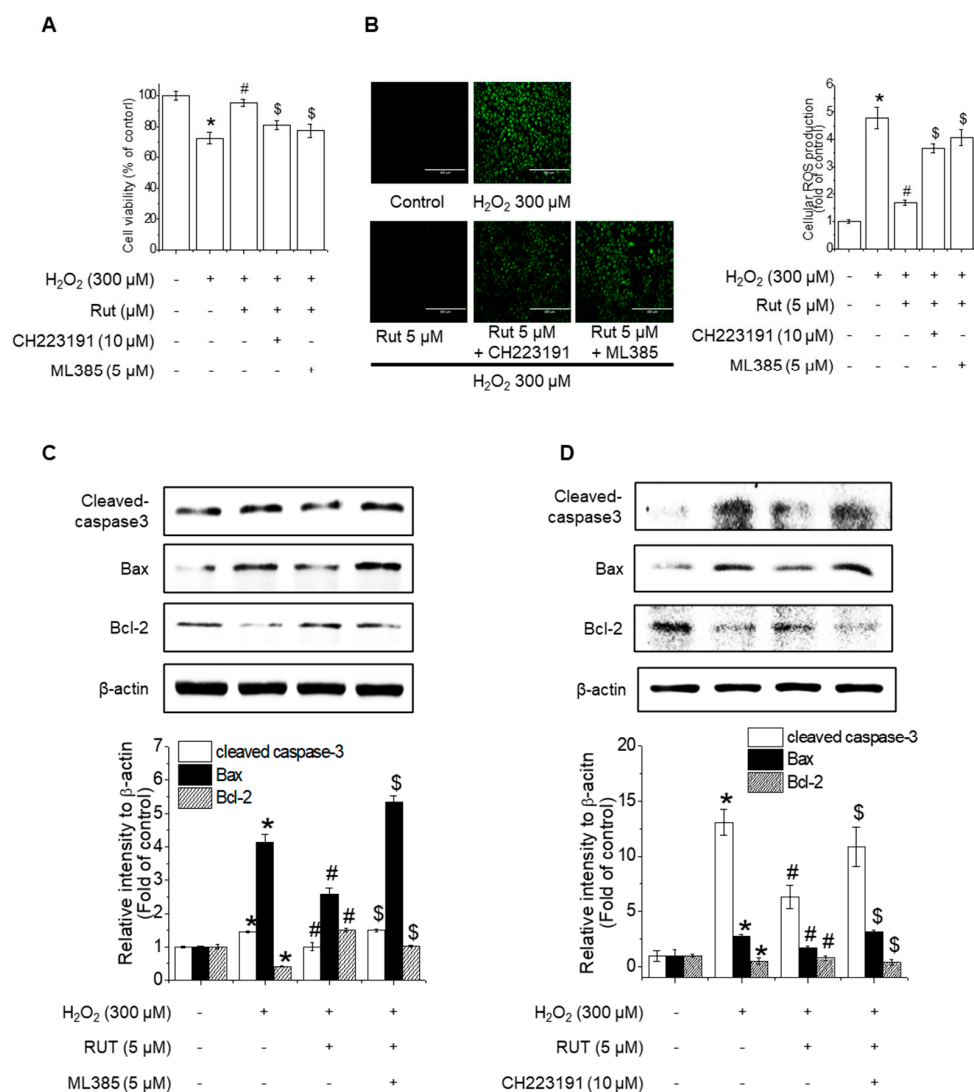 A
B
Cell viability (% of contorl)
100
80
60
40
20
0
* # $ $
H₂O₂ (300 µM) - + + + +
Rut (µM) - - + + +
CH223191 (10 µM) - - - + -
ML385 (5 µM) - - - - +
Control
H₂O₂ 300 µM
Rut 5 µM
Rut 5 µM
+ CH223191
Rut 5 µM
+ ML385
H₂O₂ 300 µM
Cellular ROS production
(fold of control)
5
4
3
2
1
0
* # $ $
H₂O₂ (300 µM) - + + + +
Rut (5 µM) - - + + +
CH223191 (10 µM) - - - + -
ML385 (5 µM) - - - - +
C
Cleaved-
caspase3
Bax
Bcl-2
β-actin
Relative intensity to β-actin
(Fold of control)
7
6
5
4
3
2
1
0
cleaved caspase-3
Bax
Bcl-2
* * * # # # $ $ $
H₂O₂ (300 µM) - + + +
RUT (5 µM) - - + +
ML385 (5 µM) - - - +
D
Cleaved-
caspase3
Bax
Bcl-2
β-actin
Relative intensity to β-acitn
(Fold of control)
20
15
10
5
0
cleaved caspase-3
Bax
Bcl-2
* * * # # # $ $ $
H₂O₂ (300 µM) - + + +
RUT (5 µM) - - + +
CH223191 (10 µM) - - - +